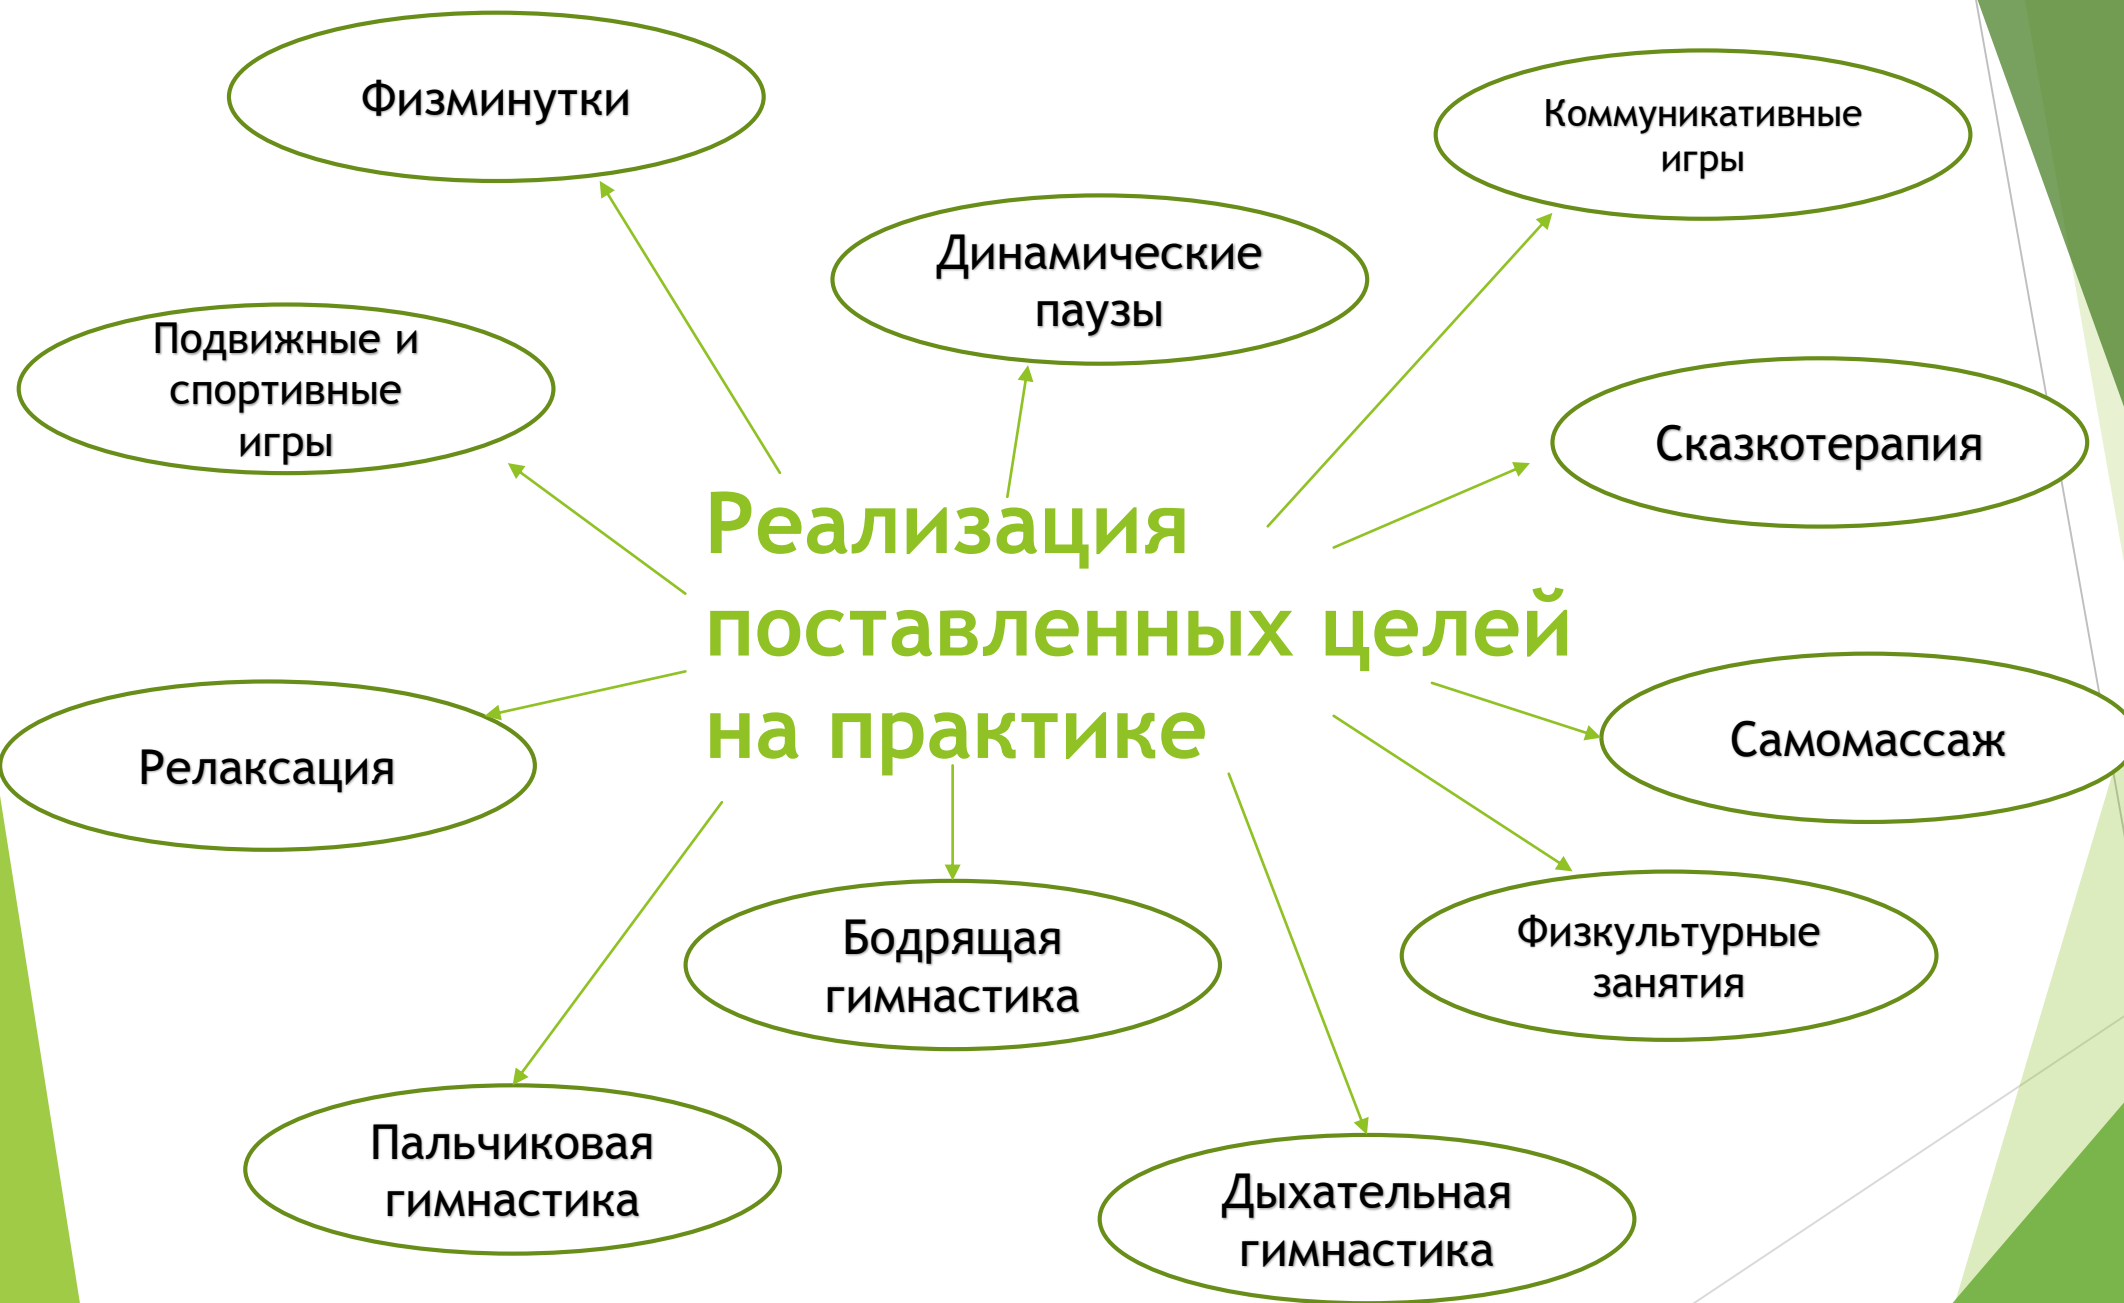 Физминутки
Коммуникативные
игры
Динамические
паузы
Подвижные и
спортивные
игры
Сказкотерапия
Реализация
поставленных целей
на практике
Релаксация
Самомассаж
Бодрящая
гимнастика
Физкультурные
занятия
Пальчиковая
гимнастика
Дыхательная
гимнастика